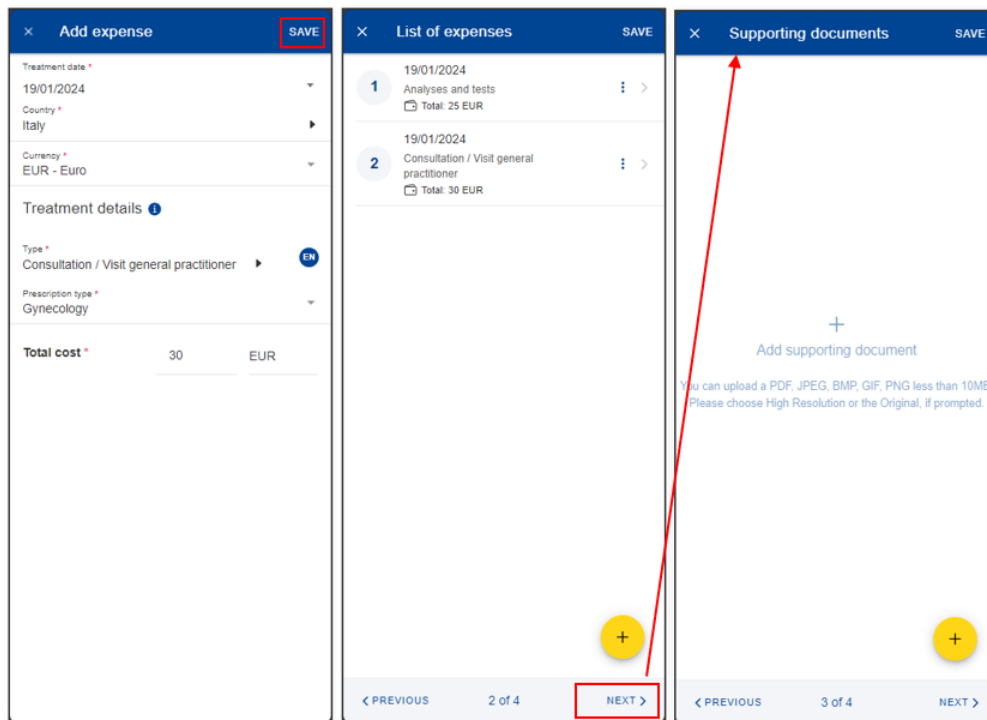 × Add expense SAVE
Treatment date *
19/01/2024
Country *
Italy
Currency *
EUR - Euro
Treatment details i
Type *
Consultation / Visit general practitioner EN
Prescription type *
Gynecology
Total cost * 30 EUR
× List of expenses SAVE
1
19/01/2024
Analyses and tests
Total: 25 EUR
2
19/01/2024
Consultation / Visit general
practitioner
Total: 30 EUR
+
< PREVIOUS 2 of 4 NEXT >
× Supporting documents SAVE
+
Add supporting document
You can upload a PDF, JPEG, BMP, GIF, PNG less than 10MB
Please choose High Resolution or the Original, if prompted.
+
< PREVIOUS 3 of 4 NEXT >